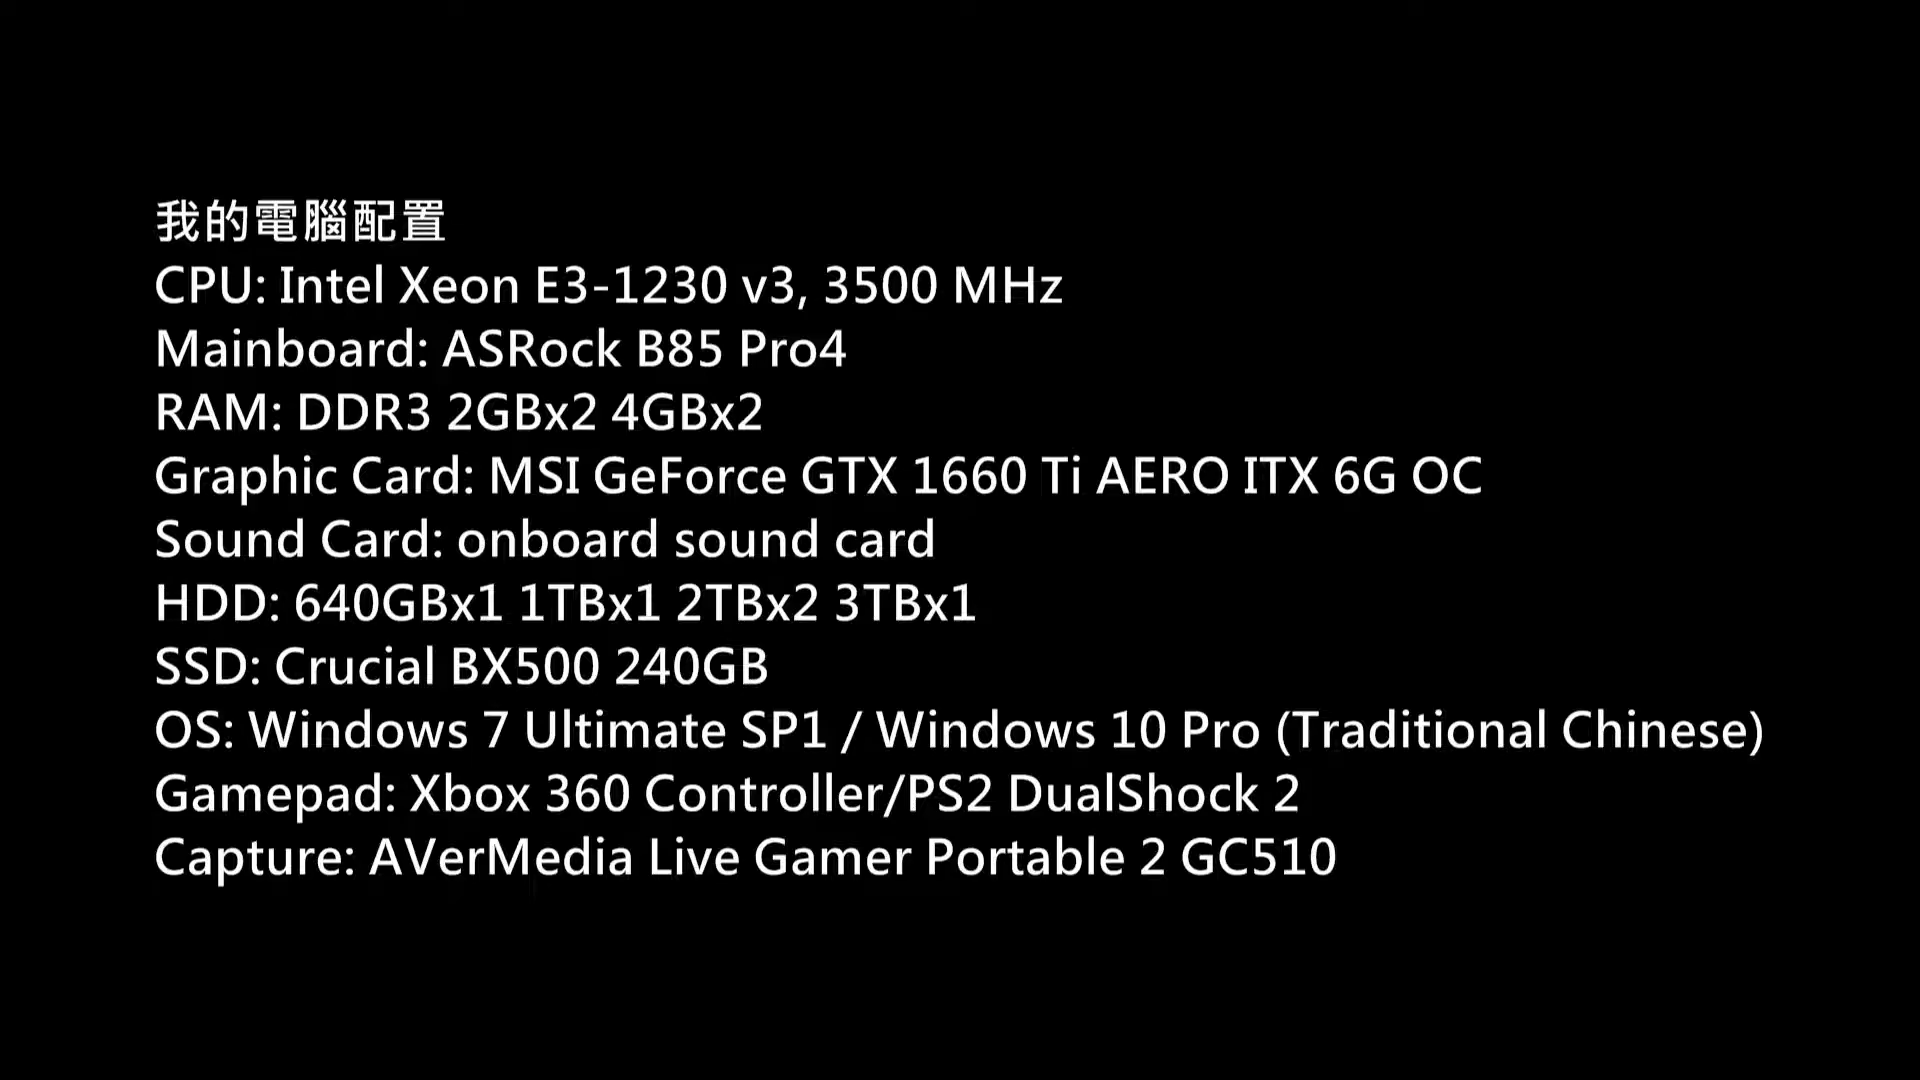 我的電腦配置
CPU: Intel Xeon E3-1230 v3, 3500 MHz
Mainboard: ASRock B85 Pro4
RAM: DDR3 2GBx2 4GBx2
Graphic Card: MSI GeForce GTX 1660 Ti AERO ITX 6G OC
Sound Card: onboard sound card
HDD: 640GBx1 1TBx1 2TBx2 3TBx1
SSD: Crucial BX500 240GB
OS: Windows 7 Ultimate SP1 / Windows 10 Pro (Traditional Chinese)
Gamepad: Xbox 360 Controller/PS2 DualShock 2
Capture: AVerMedia Live Gamer Portable 2 GC510